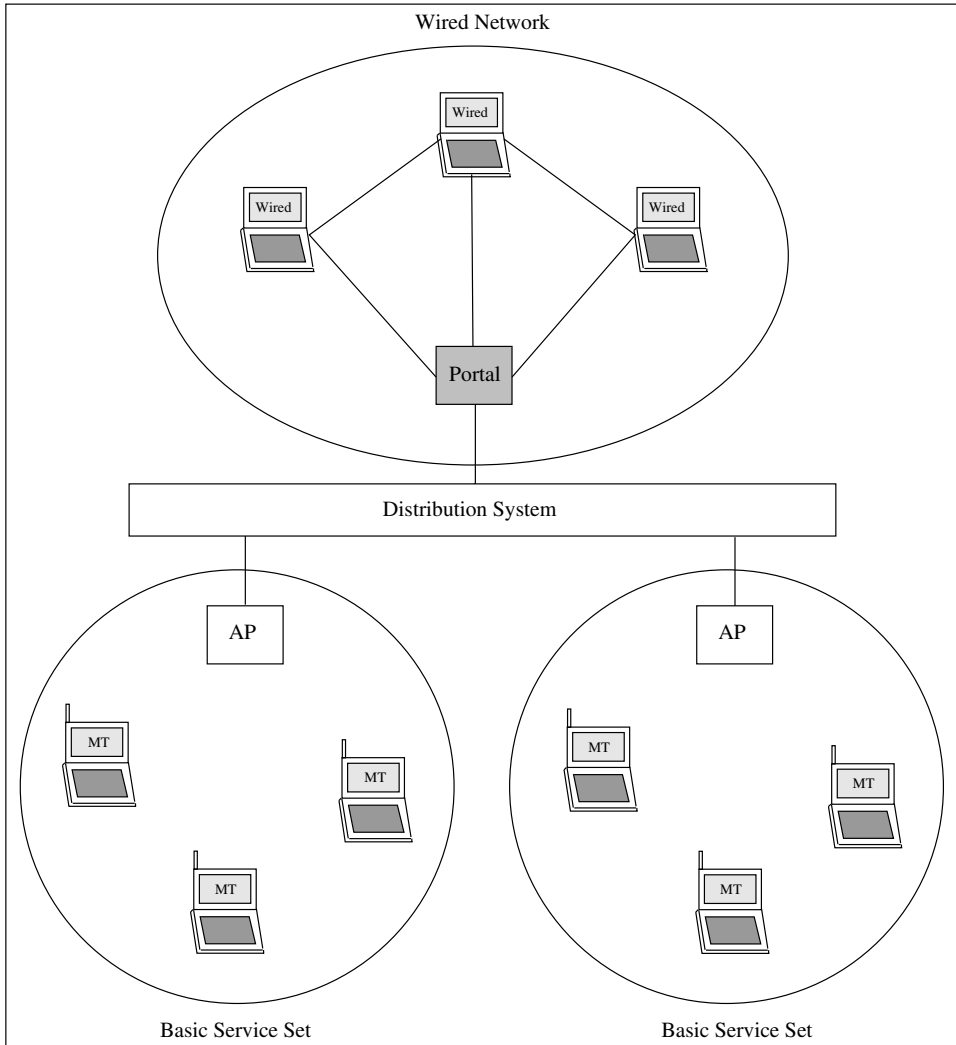 Wired Network
Wired
Wired
Wired
Portal
Distribution System
AP
AP
MT
MT
MT
MT
MT
MT
Basic Service Set
Basic Service Set